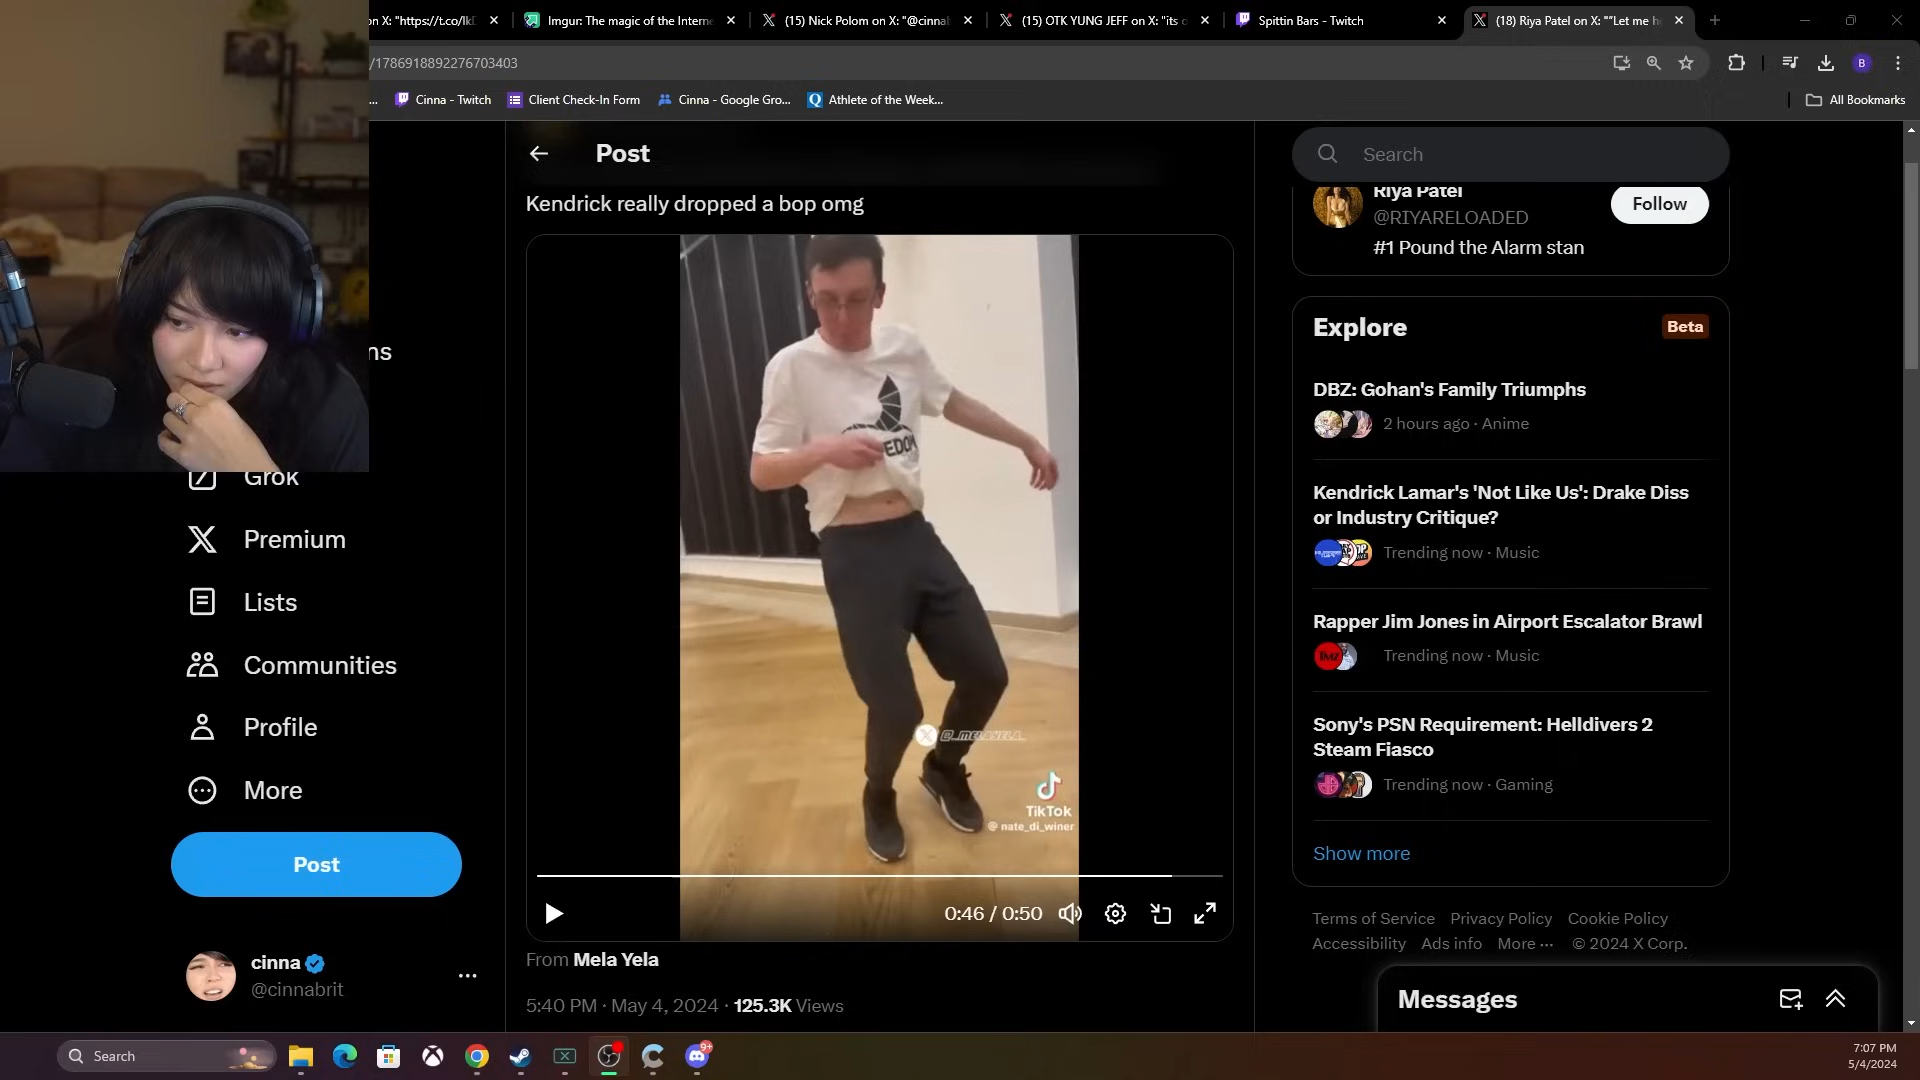 on X: "https://t.co/lkl
Imgur: The magic of the Interne
(15) Nick Polom on X: "@cinnal
(15) OTK YUNG JEFF on X: "its
Spittin Bars - Twitch
(18) Riya Patel on X: ""Let me h
/1786918892276703403
B
...
Cinna - Twitch
Client Check-In Form
Cinna - Google Gro...
Athlete of the Week...
All Bookmarks
Post
Search
Kendrick really dropped a bop omg
Riya Patel
@RIYARELOADED
#1 Pound the Alarm stan
Follow
Explore
Beta
DBZ: Gohan's Family Triumphs
2 hours ago · Anime
Kendrick Lamar's 'Not Like Us': Drake Diss
or Industry Critique?
Trending now · Music
Rapper Jim Jones in Airport Escalator Brawl
TMZ
Trending now · Music
Sony's PSN Requirement: Helldivers 2
Steam Fiasco
Trending now · Gaming
Show more
Terms of Service Privacy Policy Cookie Policy
Accessibility Ads info More ··· © 2024 X Corp.
Messages
ns
Grok
Premium
Lists
Communities
Profile
More
Post
cinna
@cinnabrit
@_MELAYELA_
TikTok
@nate_di_winer
0:46 / 0:50
From Mela Yela
5:40 PM · May 4, 2024 · 125.3K Views
Search
9+
7:07 PM
5/4/2024